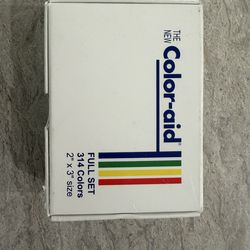 THE
NEW
Color-aid®
FULL SET
314 Colors
2" x 3" size